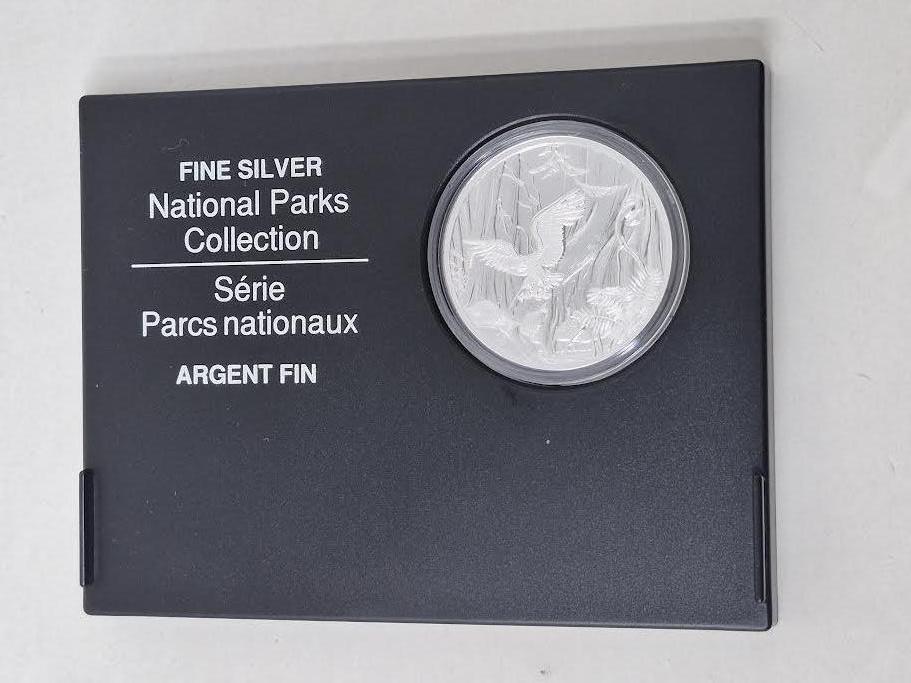 FINE SILVER
National Parks
Collection
Série
Parcs nationaux
ARGENT FIN